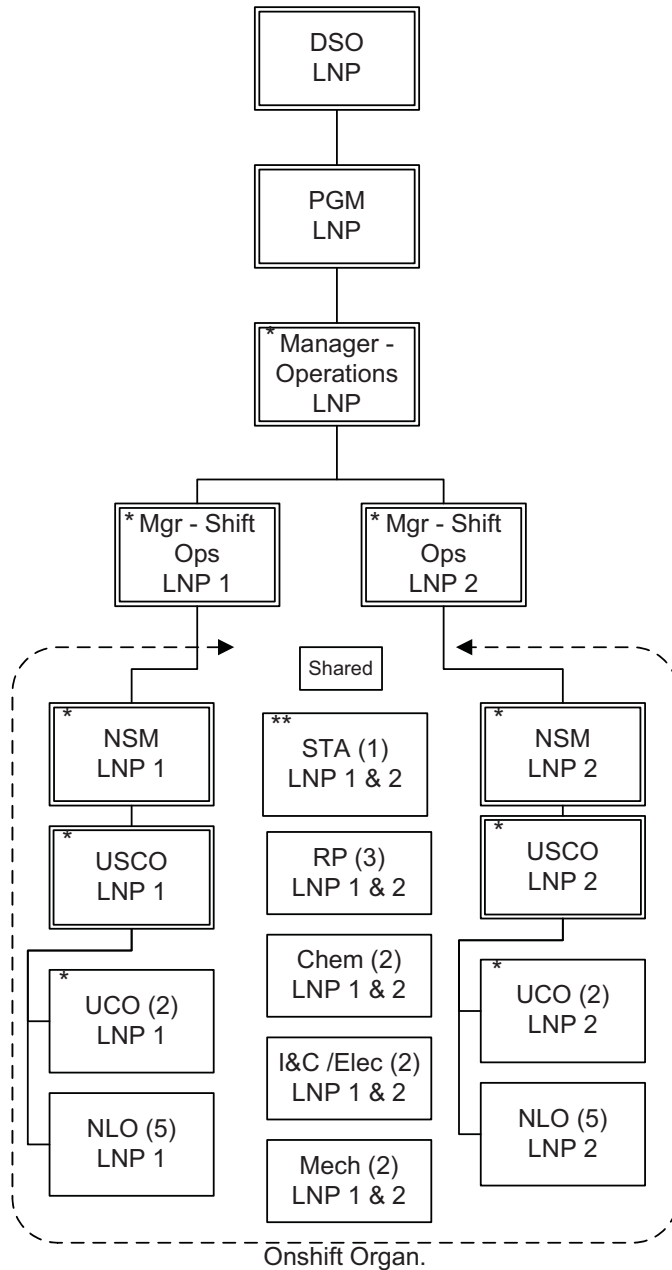 DSO
LNP
PGM
LNP
* Manager -
Operations
LNP
* Mgr - Shift
Ops
LNP 1
* Mgr - Shift
Ops
LNP 2
Shared
*
NSM
LNP 1
*
USCO
LNP 1
*
UCO (2)
LNP 1
NLO (5)
LNP 1
**
STA (1)
LNP 1 & 2
RP (3)
LNP 1 & 2
Chem (2)
LNP 1 & 2
I&C /Elec (2)
LNP 1 & 2
Mech (2)
LNP 1 & 2
*
NSM
LNP 2
*
USCO
LNP 2
*
UCO (2)
LNP 2
NLO (5)
LNP 2
Onshift Organ.